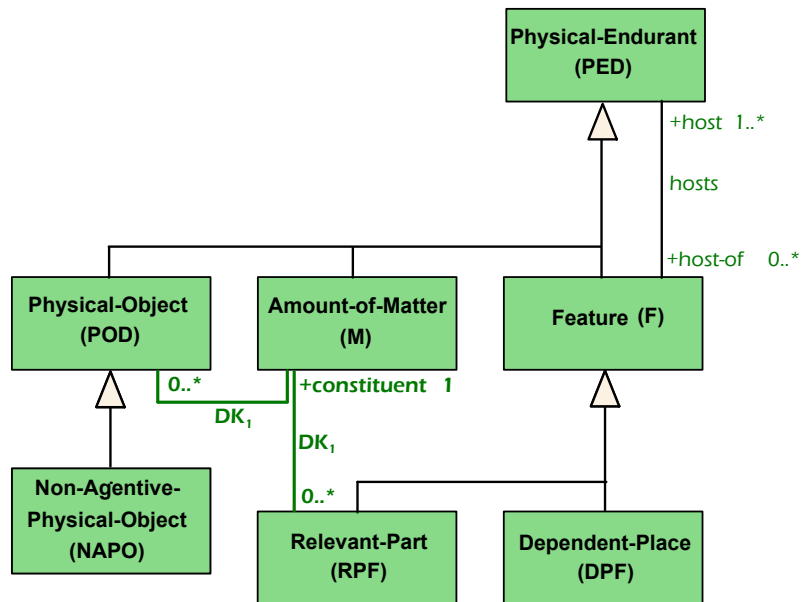 Physical-Endurant
(PED)
+host 1..*
hosts
+host-of 0..*
Physical-Object
(POD)
Amount-of-Matter
(M)
Feature (F)
0..*
+constituent 1
DK₁
DK₁
0..*
Non-Agentive-
Physical-Object
(NAPO)
Relevant-Part
(RPF)
Dependent-Place
(DPF)